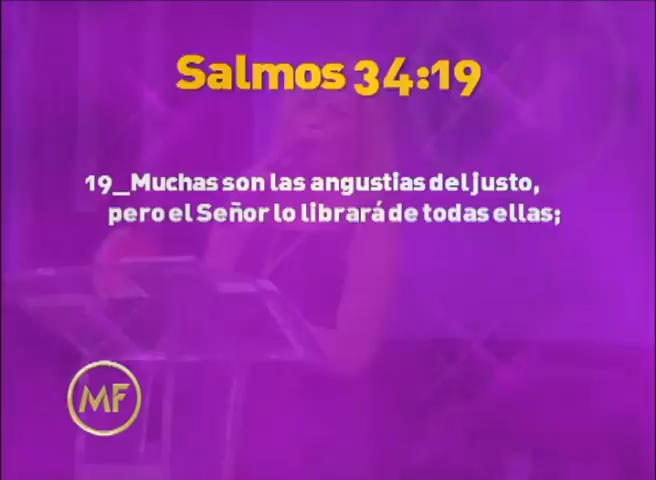 Salmos 34:19
19_Muchas son las angustias del justo,
pero el Señor lo librará de todas ellas;
MF